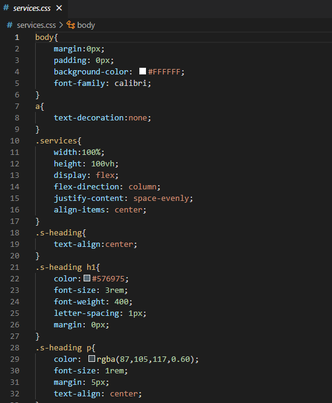 # services.css ×
# services.css > body
1 body{
2 margin:0px;
3 padding: 0px;
4 background-color: #FFFFFF;
5 font-family: calibri;
6 }
7 a{
8 text-decoration:none;
9 }
10 .services{
11 width:100%;
12 height: 100vh;
13 display: flex;
14 flex-direction: column;
15 justify-content: space-evenly;
16 align-items: center;
17 }
18 .s-heading{
19 text-align:center;
20 }
21 .s-heading h1{
22 color:#576975;
23 font-size: 3rem;
24 font-weight: 400;
25 letter-spacing: 1px;
26 margin: 0px;
27 }
28 .s-heading p{
29 color: rgba(87,105,117,0.60);
30 font-size: 1rem;
31 margin: 5px;
32 text-align: center;